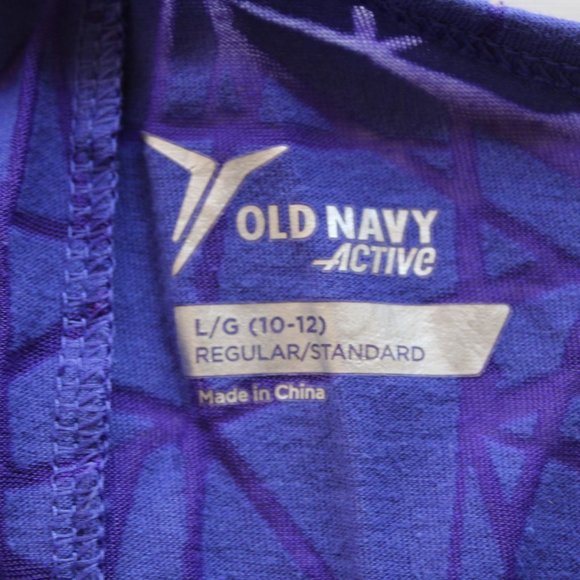 OLD NAVY
ACTIVE
L/G (10-12)
REGULAR/STANDARD
Made in China